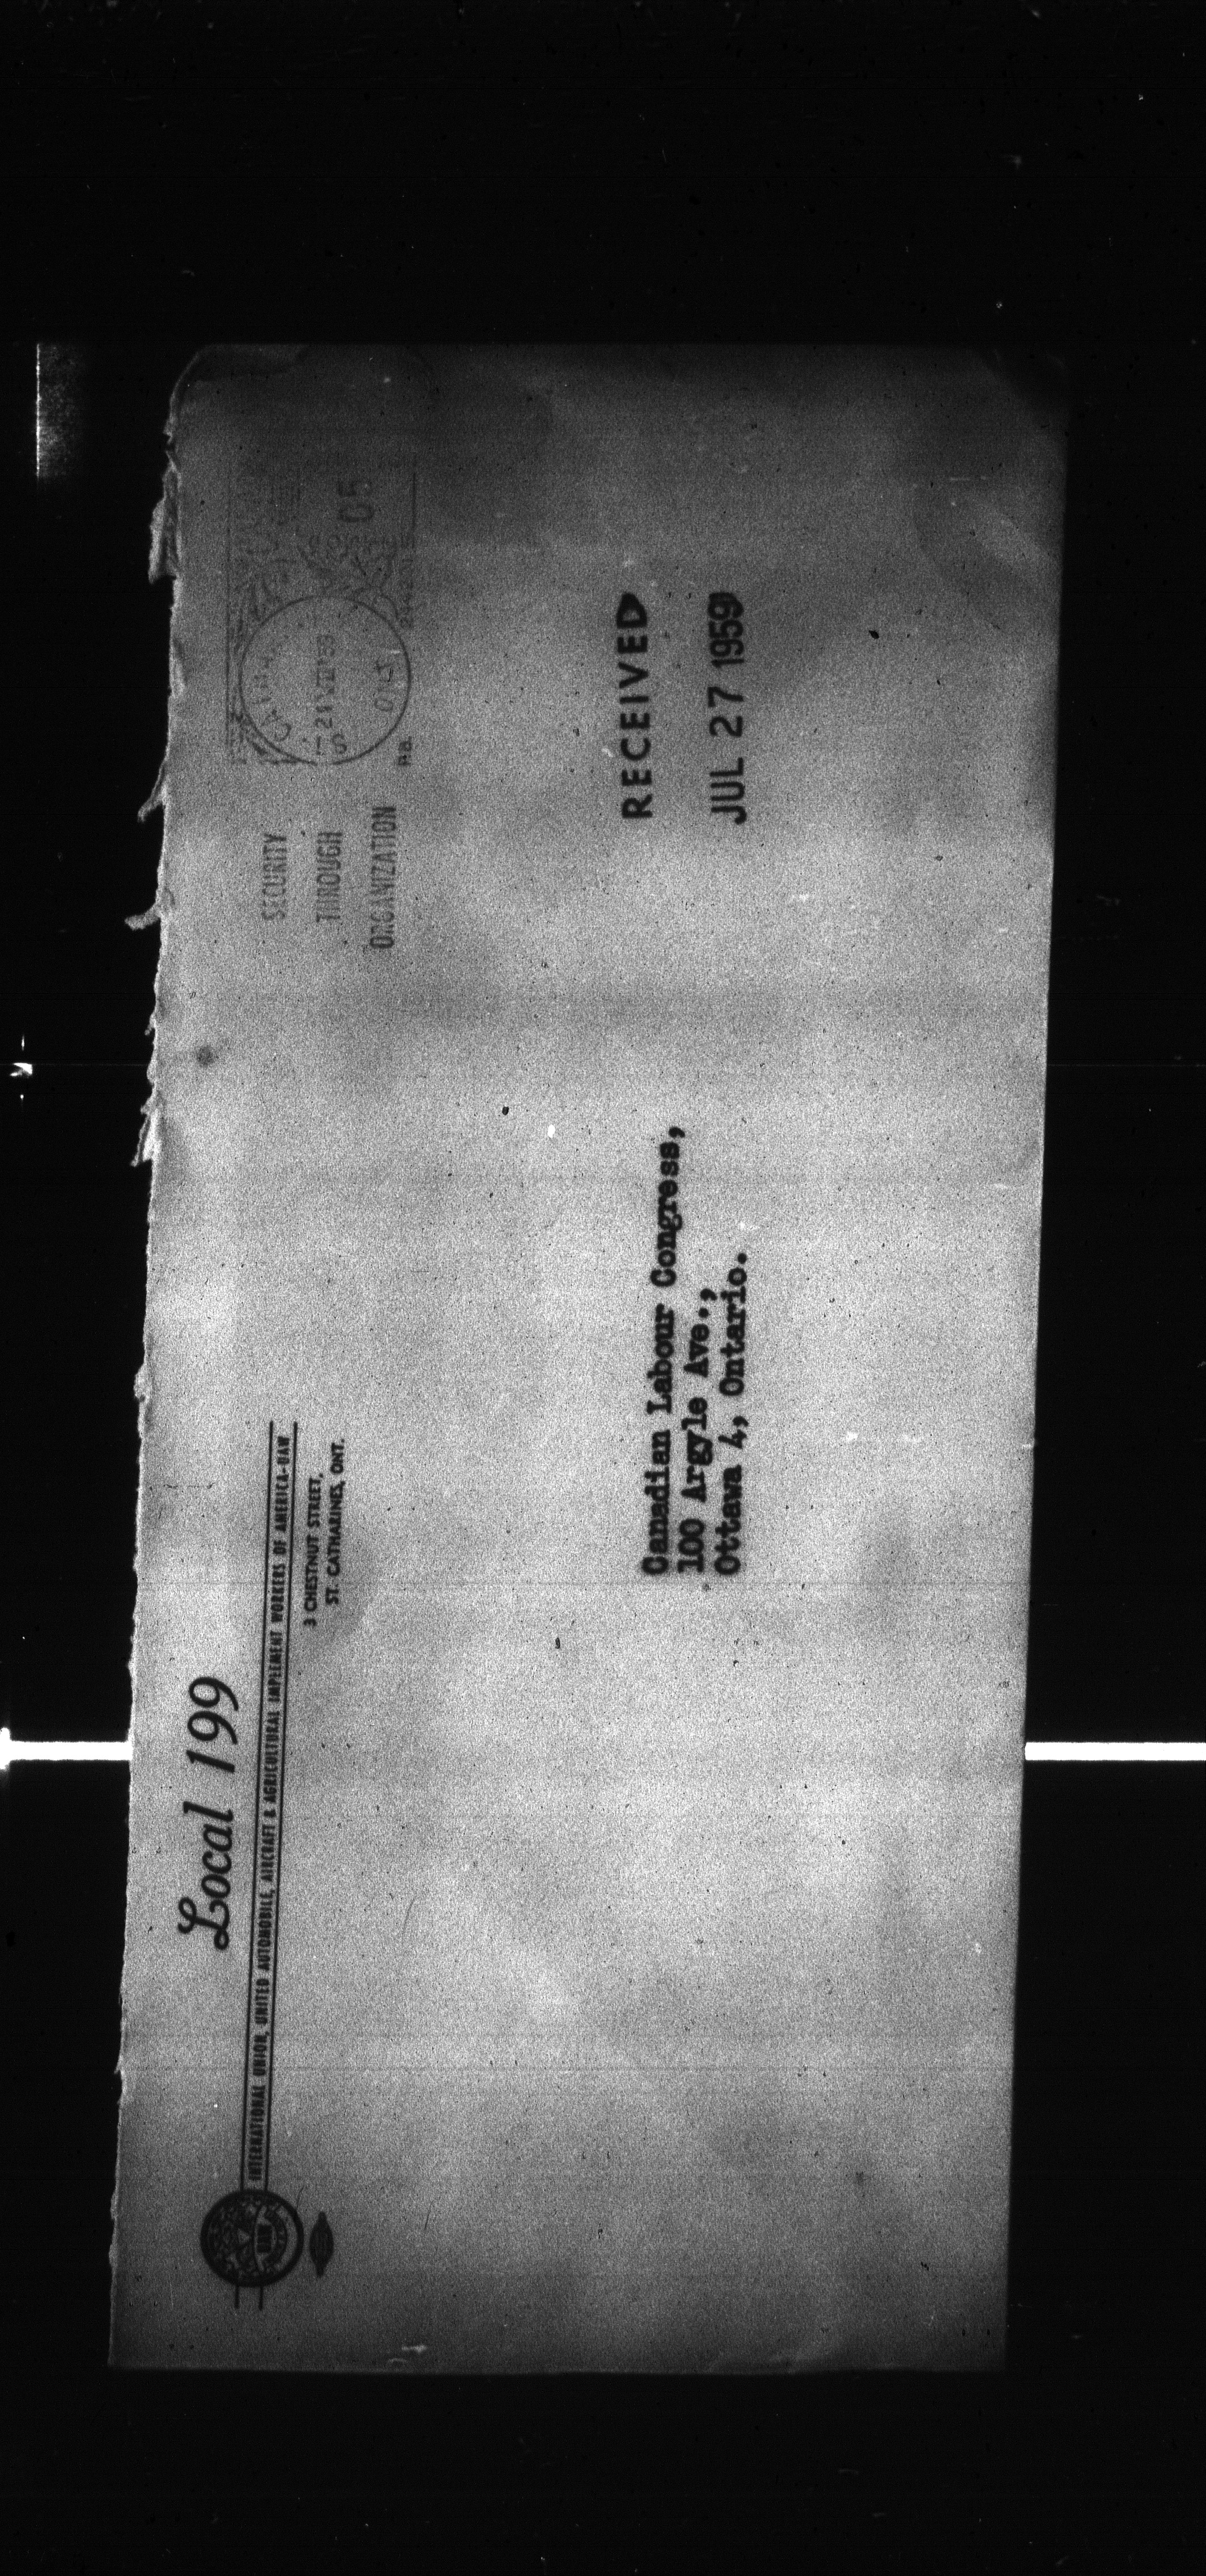 Local 199
INTERNATIONAL UNION, UNITED AUTOMOBILE, AIRCRAFT & AGRICULTURAL IMPLEMENT WORKERS OF AMERICA-UAW
3 CHESTNUT STREET,
ST. CATHARINES, ONT.
SECURITY
THROUGH
ORGANIZATION
05
ONT
RECEIVED
JUL 27 1959
Canadian Labour Congress,
100 Argyle Ave.,
Ottawa 4, Ontario.